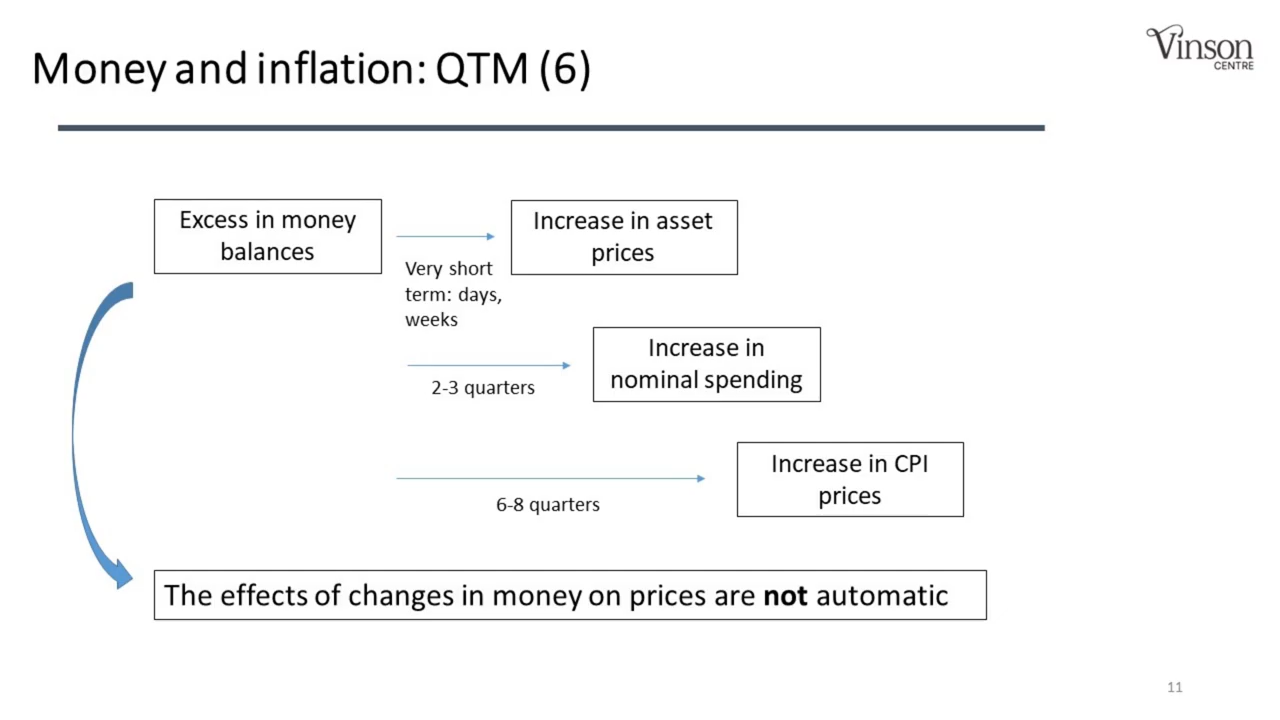 Money and inflation: QTM (6)
Vinson
CENTRE
Excess in money
balances
Increase in asset
prices
Very short
term: days,
weeks
Increase in
nominal spending
2-3 quarters
Increase in CPI
prices
6-8 quarters
The effects of changes in money on prices are not automatic
11